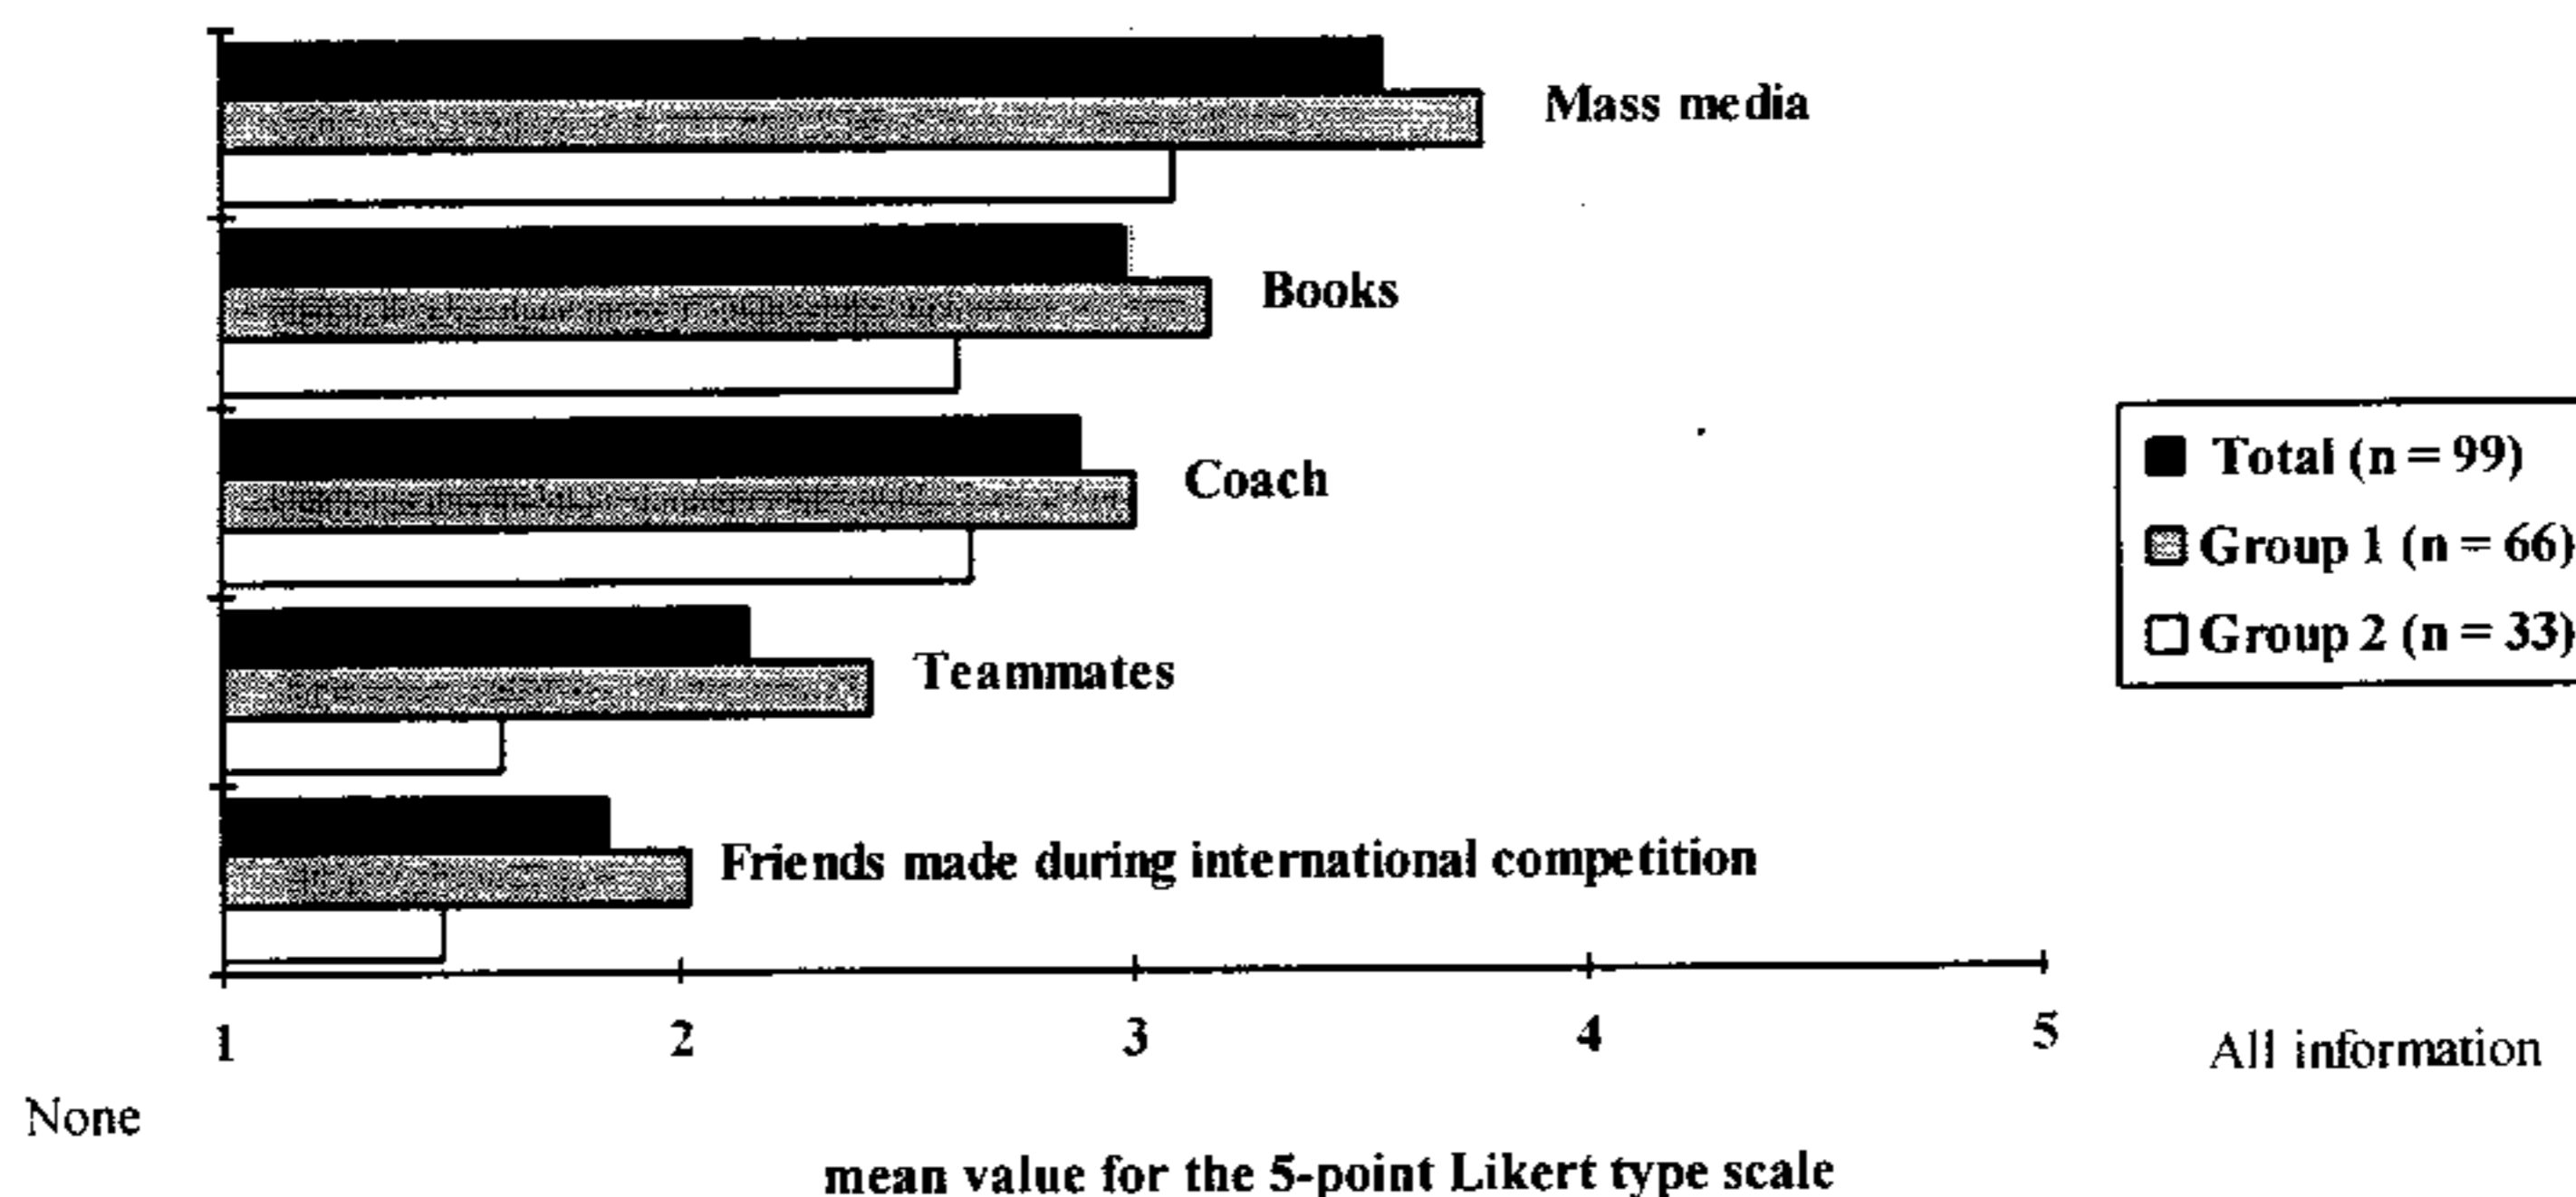 Mass media
Books
Coach
Teammates
Friends made during international competition
Total (n = 99)
Group 1 (n = 66)
Group 2 (n = 33)
1 2 3 4 5
None
All information
mean value for the 5-point Likert type scale